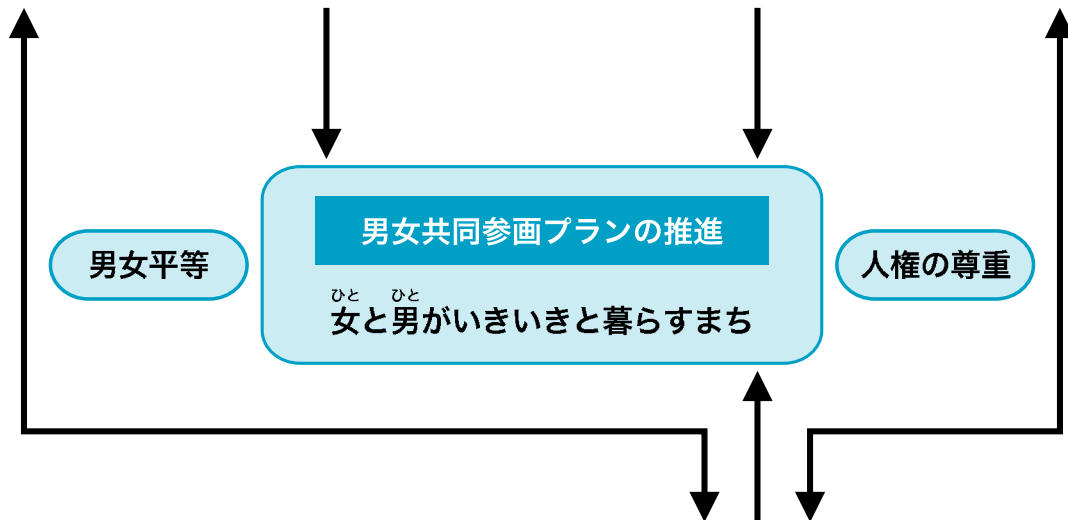 男女共同参画プランの推進
男女平等
人権の尊重
ひと ひと
女と男がいきいきと暮らすまち